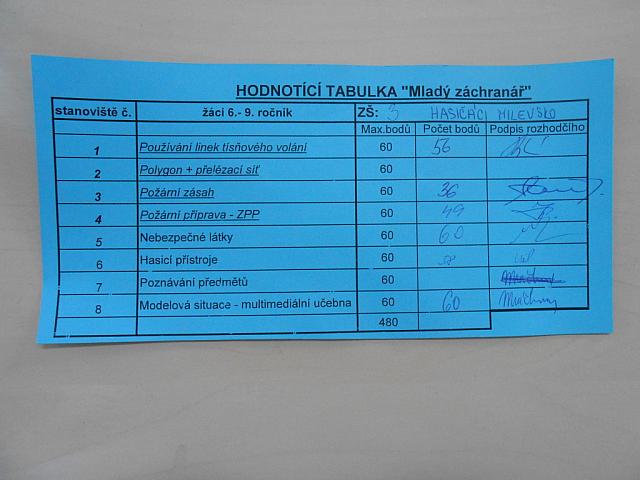 HODNOTÍCÍ TABULKA "Mladý záchranář"
stanoviště č. žáci 6.- 9. ročník ZŠ: 3 HASIČÁCI MILEVSKO
Max.bodů Počet bodů Podpis rozhodčího
1 Používání linek tísňového volání 60 56
2 Polygon + přelézací síť 60
3 Požární zásah 60 36
4 Požární příprava - ZPP 60 49
5 Nebezpečné látky 60 60
6 Hasicí přístroje 60
7 Poznávání předmětů 60
8 Modelová situace - multimediální učebna 60 60
480